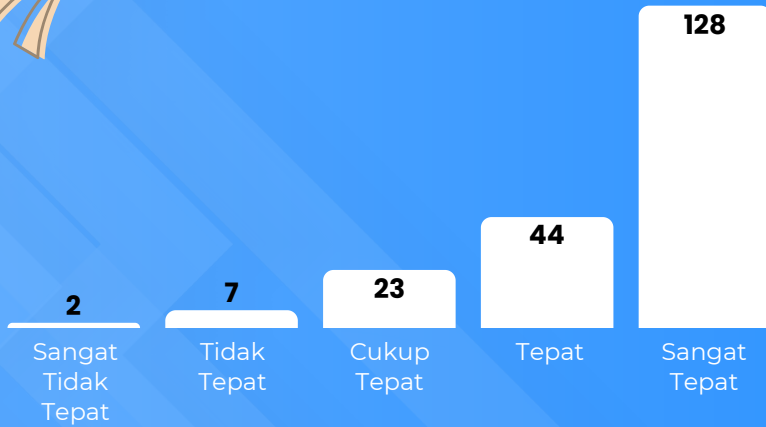 128
44
23
7
2
Sangat
Tidak
Tepat
Tidak
Tepat
Cukup
Tepat
Tepat
Sangat
Tepat